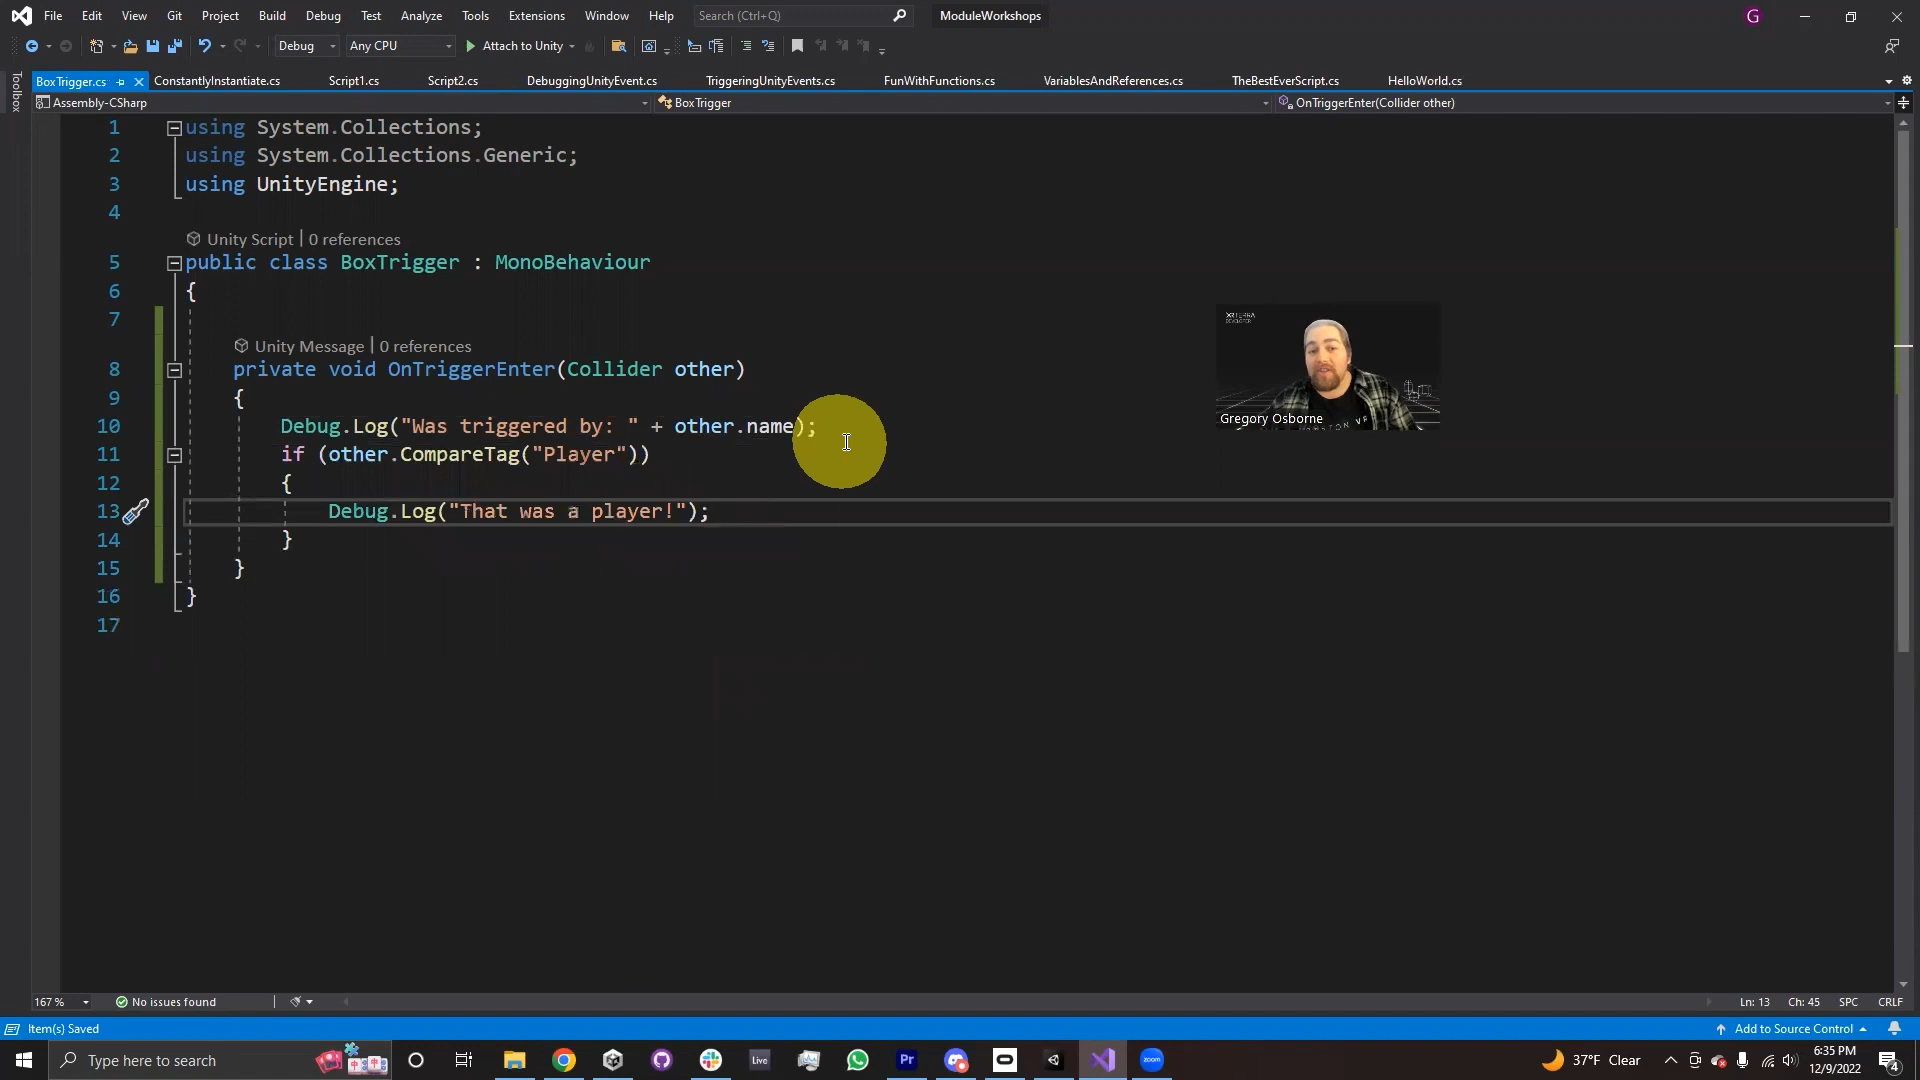 File Edit View Git Project Build Debug Test Analyze Tools Extensions Window Help Search (Ctrl+Q) ModuleWorkshops G
Debug Any CPU Attach to Unity
BoxTrigger.cs ConstantlyInstantiate.cs Script1.cs Script2.cs DebuggingUnityEvent.cs TriggeringUnityEvents.cs FunWithFunctions.cs VariablesAndReferences.cs TheBestEverScript.cs HelloWorld.cs
Toolbox
Assembly-CSharp BoxTrigger OnTriggerEnter(Collider other)
1 using System.Collections;
2 using System.Collections.Generic;
3 using UnityEngine;
4
Unity Script | 0 references
5 public class BoxTrigger : MonoBehaviour
6 {
7
Unity Message | 0 references
8 private void OnTriggerEnter(Collider other)
9 {
10 Debug.Log("Was triggered by: " + other.name);
11 if (other.CompareTag("Player"))
12 {
13 Debug.Log("That was a player!");
14 }
15 }
16 }
17
XRTERRA
DEVELOPER
Gregory Osborne
167 % No issues found Ln: 13 Ch: 45 SPC CRLF
Item(s) Saved Add to Source Control
Type here to search Live Pr zoom 37°F Clear 6:35 PM
12/9/2022 4